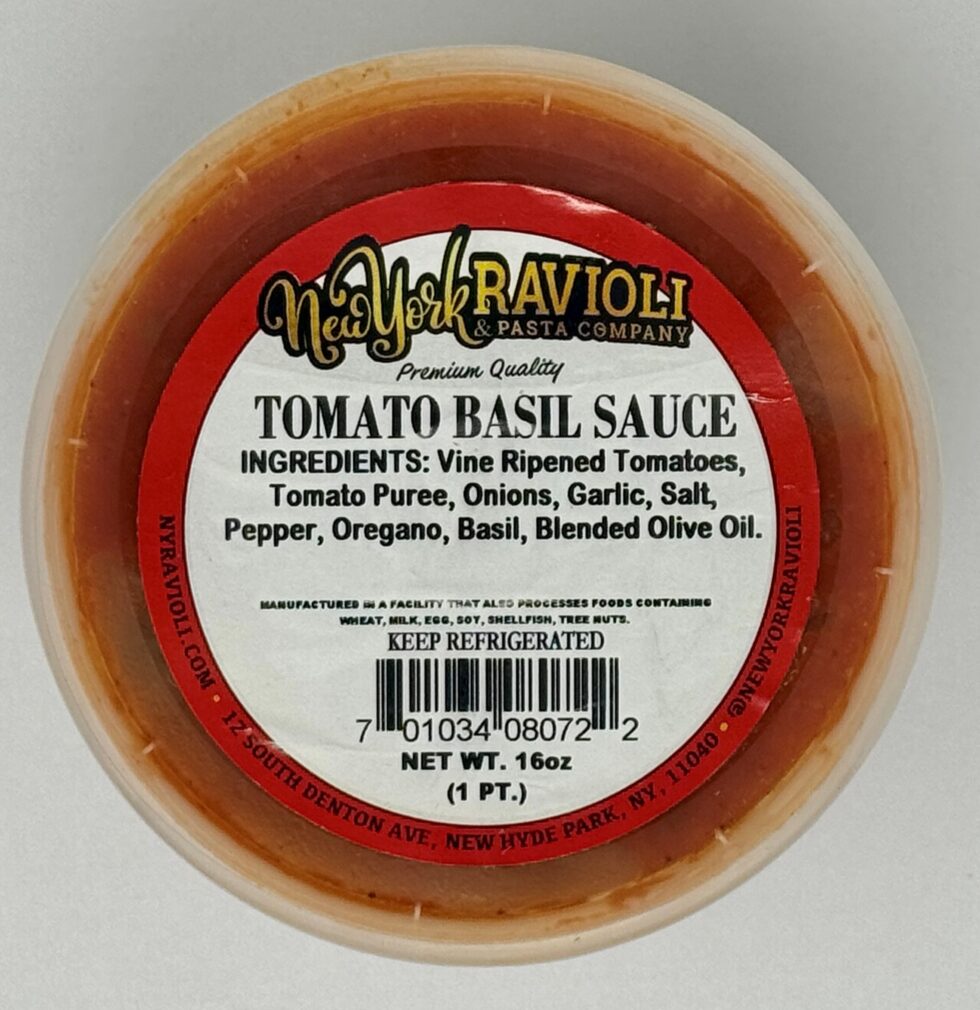 New York RAVIOLI
& PASTA COMPANY
Premium Quality
TOMATO BASIL SAUCE
INGREDIENTS: Vine Ripened Tomatoes,
Tomato Puree, Onions, Garlic, Salt,
Pepper, Oregano, Basil, Blended Olive Oil.
MANUFACTURED IN A FACILITY THAT ALSO PROCESSES FOODS CONTAINING
WHEAT, MILK, EGG, SOY, SHELLFISH, TREE NUTS.
KEEP REFRIGERATED
7 01034 08072 2
NET WT. 16oz
(1 PT.)
NYRAVIOLI.COM • 12 SOUTH DENTON AVE, NEW HYDE PARK, NY, 11040 • @NEWYORKRAVIOLI